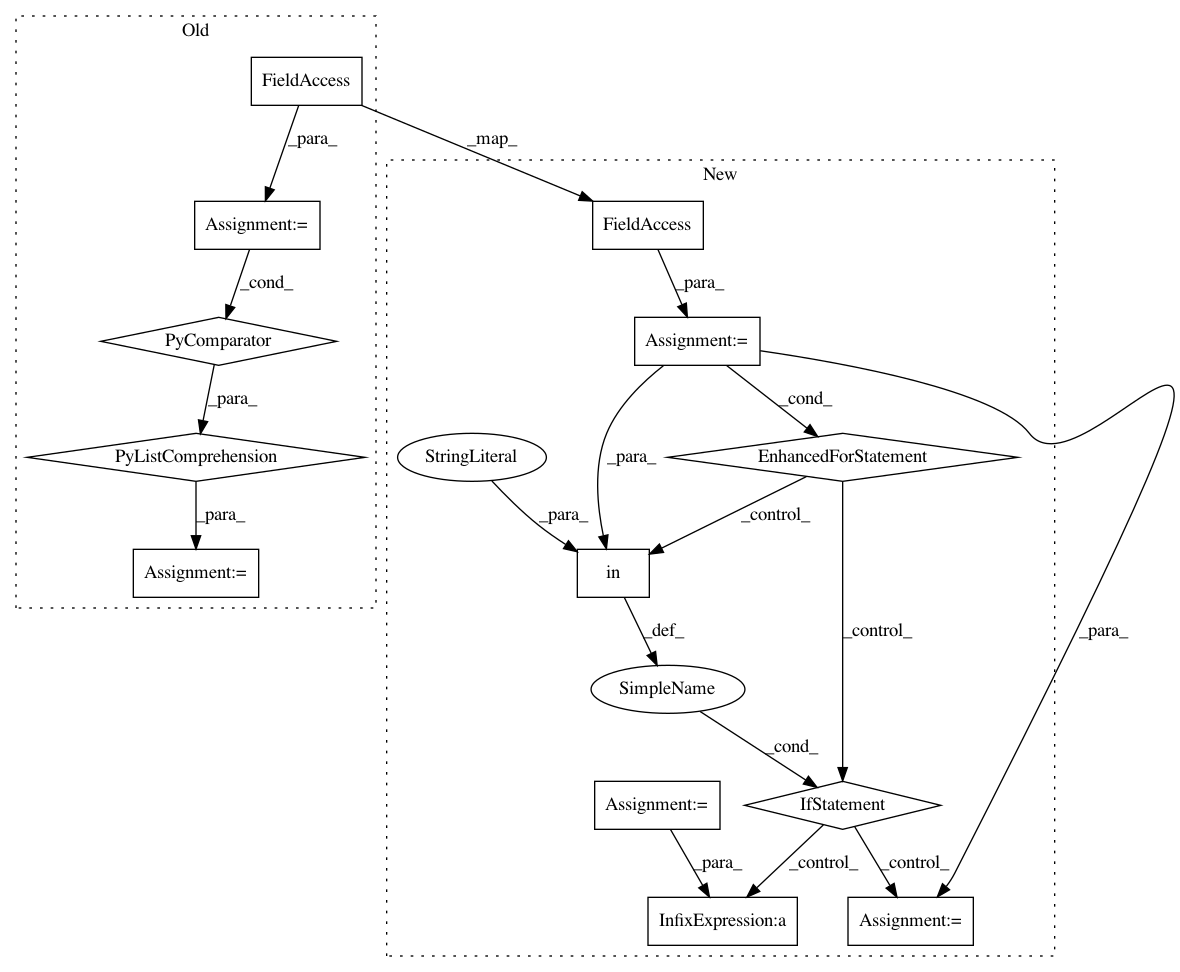 Old
FieldAccess
_para_
_map_
New
Assignment:=
FieldAccess
_cond_
_para_
PyComparator
Assignment:=
_para_
_cond_
PyListComprehension
StringLiteral
_para_
EnhancedForStatement
_para_
_para_
_control_
Assignment:=
in
_def_
_control_
_para_
SimpleName
_cond_
Assignment:=
IfStatement
_para_
_control_
_control_
InfixExpression:a
Assignment:=